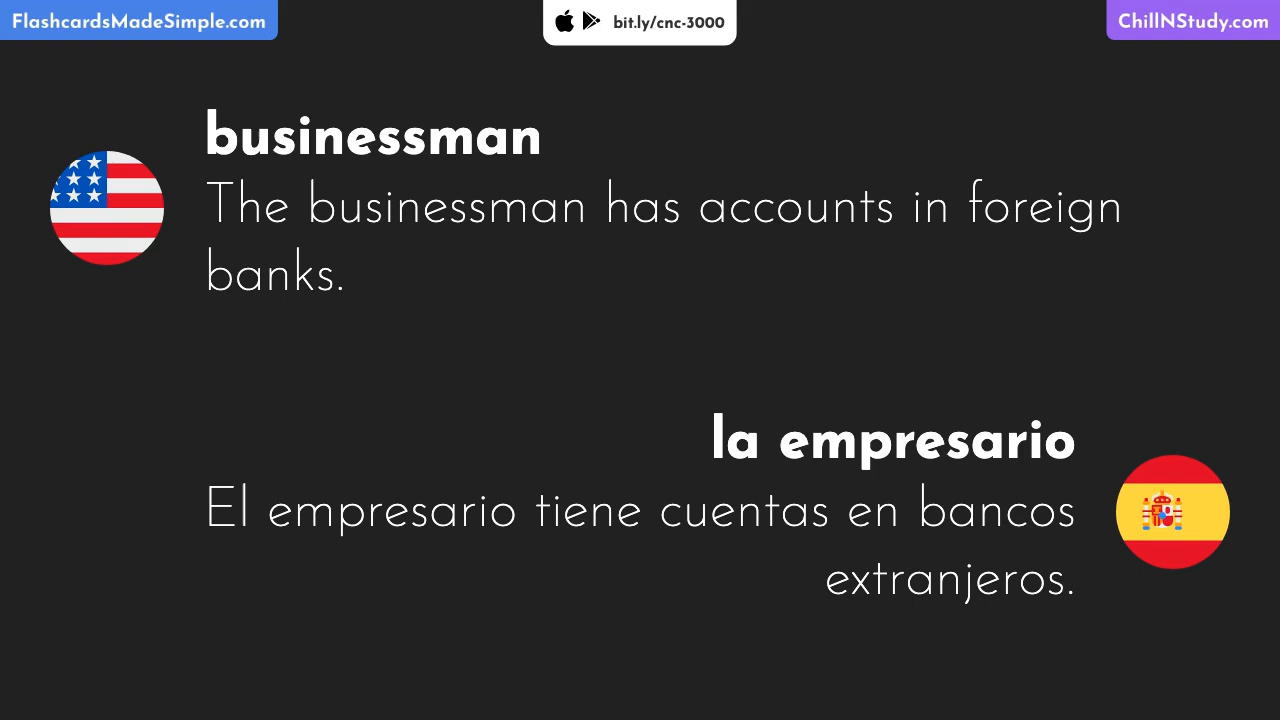 FlashcardsMadeSimple.com
bit.ly/cnc-3000
ChillNStudy.com
businessman
The businessman has accounts in foreign
banks.
la empresario
El empresario tiene cuentas en bancos
extranjeros.